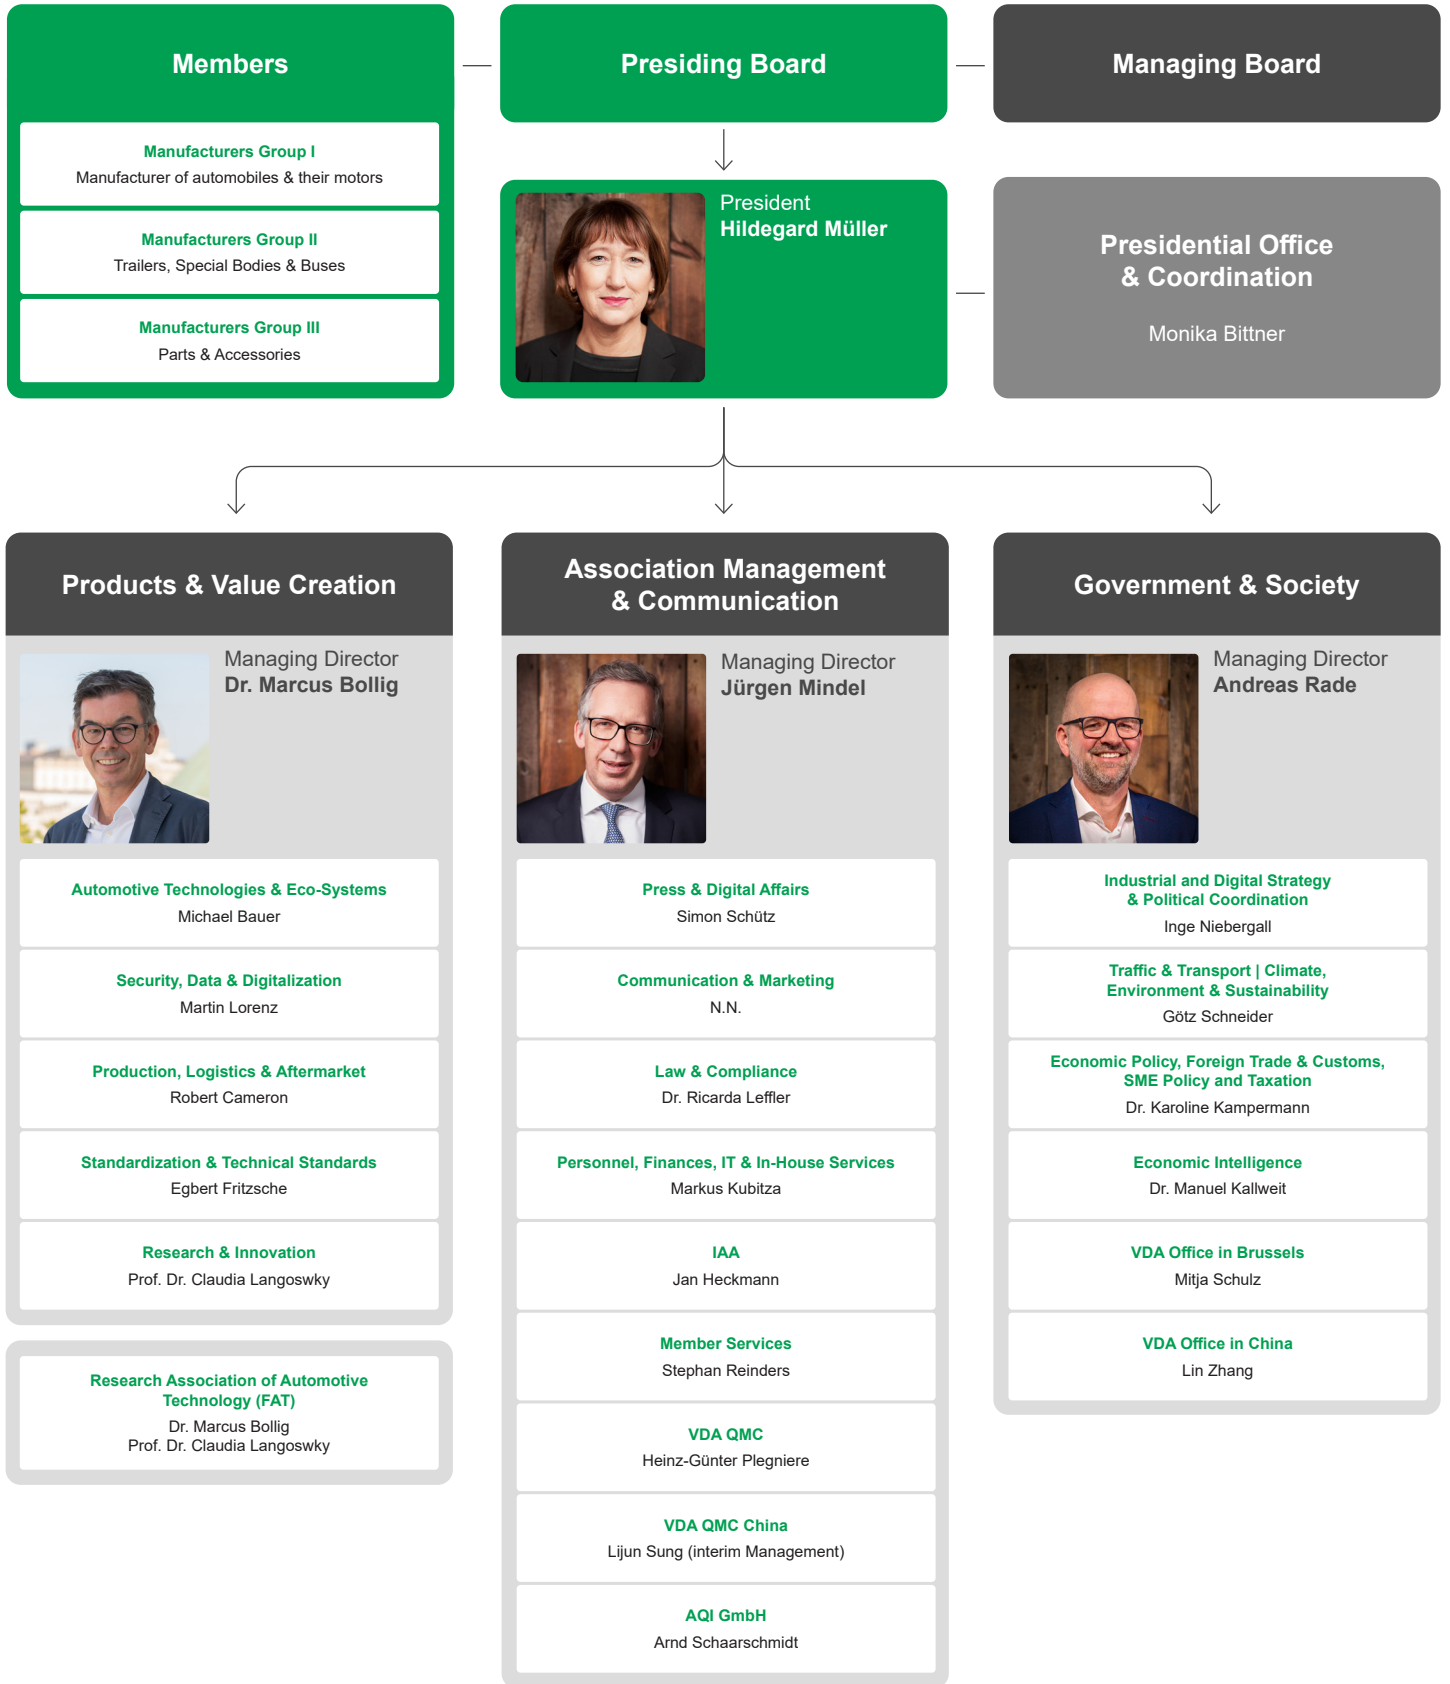 Members
Manufacturers Group I
Manufacturer of automobiles & their motors
Manufacturers Group II
Trailers, Special Bodies & Buses
Manufacturers Group III
Parts & Accessories
Presiding Board
Managing Board
President
Hildegard Müller
Presidential Office
& Coordination
Monika Bittner
Products & Value Creation
Managing Director
Dr. Marcus Bollig
Automotive Technologies & Eco-Systems
Michael Bauer
Security, Data & Digitalization
Martin Lorenz
Production, Logistics & Aftermarket
Robert Cameron
Standardization & Technical Standards
Egbert Fritzsche
Research & Innovation
Prof. Dr. Claudia Langoswky
Research Association of Automotive
Technology (FAT)
Dr. Marcus Bollig
Prof. Dr. Claudia Langoswky
Association Management
& Communication
Managing Director
Jürgen Mindel
Press & Digital Affairs
Simon Schütz
Communication & Marketing
N.N.
Law & Compliance
Dr. Ricarda Leffler
Personnel, Finances, IT & In-House Services
Markus Kubitza
IAA
Jan Heckmann
Member Services
Stephan Reinders
VDA QMC
Heinz-Günter Plegniere
VDA QMC China
Lijun Sung (interim Management)
AQI GmbH
Arnd Schaarschmidt
Government & Society
Managing Director
Andreas Rade
Industrial and Digital Strategy
& Political Coordination
Inge Niebergall
Traffic & Transport | Climate,
Environment & Sustainability
Götz Schneider
Economic Policy, Foreign Trade & Customs,
SME Policy and Taxation
Dr. Karoline Kampermann
Economic Intelligence
Dr. Manuel Kallweit
VDA Office in Brussels
Mitja Schulz
VDA Office in China
Lin Zhang